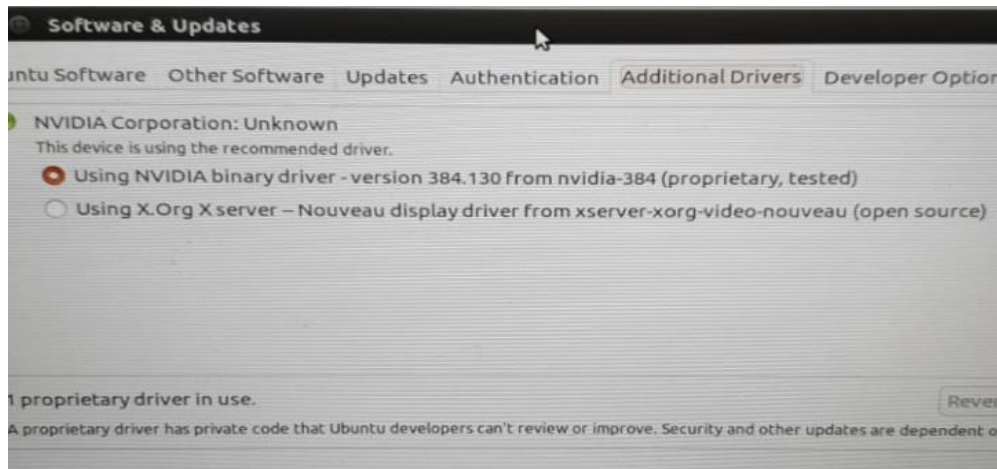 Software & Updates
untu Software Other Software Updates Authentication Additional Drivers Developer Option
NVIDIA Corporation: Unknown
This device is using the recommended driver.
Using NVIDIA binary driver - version 384.130 from nvidia-384 (proprietary, tested)
Using X.Org X server – Nouveau display driver from xserver-xorg-video-nouveau (open source)
1 proprietary driver in use.
Rever
A proprietary driver has private code that Ubuntu developers can't review or improve. Security and other updates are dependent o